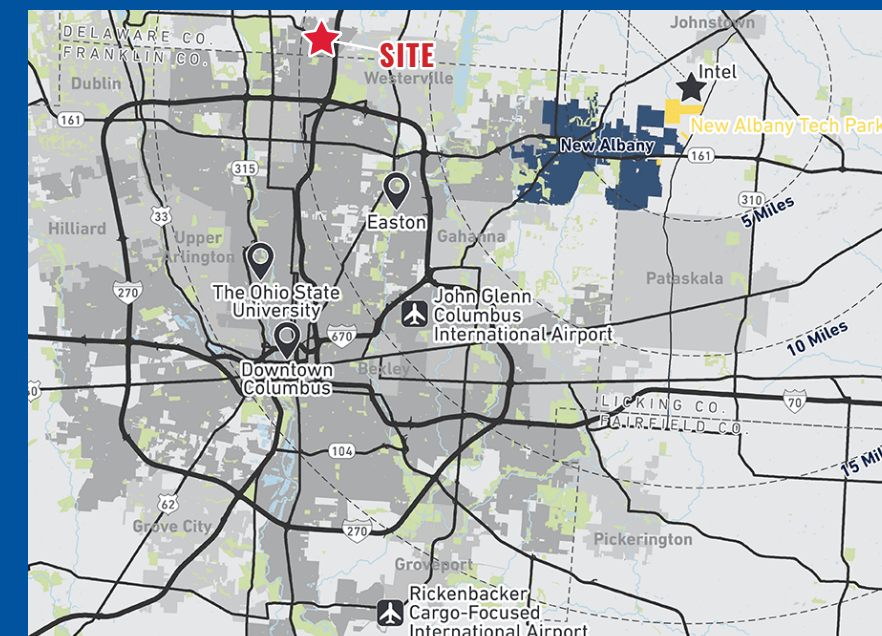 Johnstown
DELAWARE CO.
FRANKLIN CO.
SITE
Westerville
Intel
Dublin
161
New Albany Tech Park
New Albany
161
315
310
5 Miles
33
Easton
Hilliard
Upper
Arlington
Gahanna
Pataskala
270
The Ohio State
University
John Glenn
Columbus
International Airport
670
10 Miles
Downtown
Columbus
Bexley
70
LICKING CO.
FAIRFIELD CO.
104
62
Grove City
270
Pickerington
Groveport
Rickenbacker
Cargo-Focused
International Airport